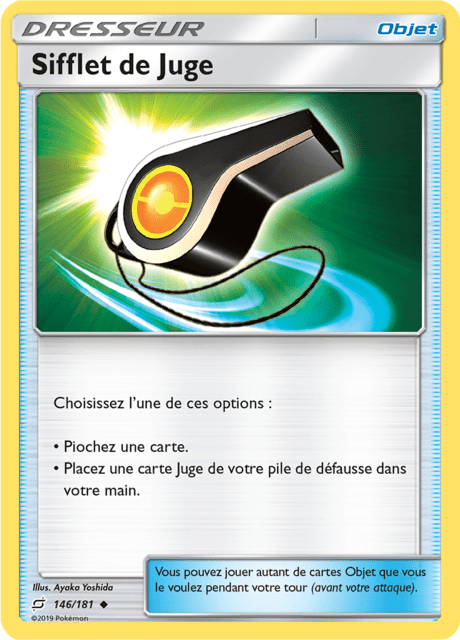 DRESSEUR
Objet
Sifflet de Juge
Choisissez l'une de ces options :
• Piochez une carte.
• Placez une carte Juge de votre pile de défausse dans
votre main.
Vous pouvez jouer autant de cartes Objet que vous
le voulez pendant votre tour (avant votre attaque).
Illus. Ayaka Yoshida
146/181 ◆
©2019 Pokémon